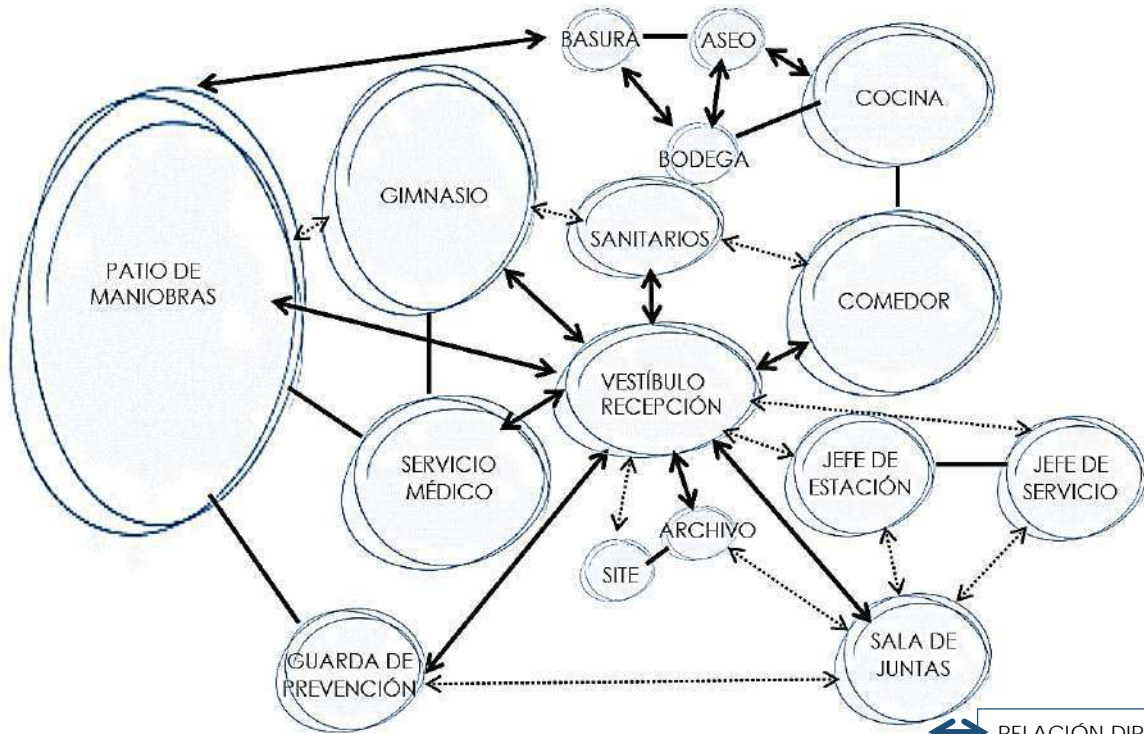 BASURA
ASEO
COCINA
BODEGA
GIMNASIO
SANITARIOS
PATIO DE
MANIOBRAS
COMEDOR
VESTÍBULO
RECEPCIÓN
SERVICIO
MÉDICO
JEFE DE
ESTACIÓN
JEFE DE
SERVICIO
ARCHIVO
SITE
GUARDA DE
PREVENCIÓN
SALA DE
JUNTAS
RELACIÓN